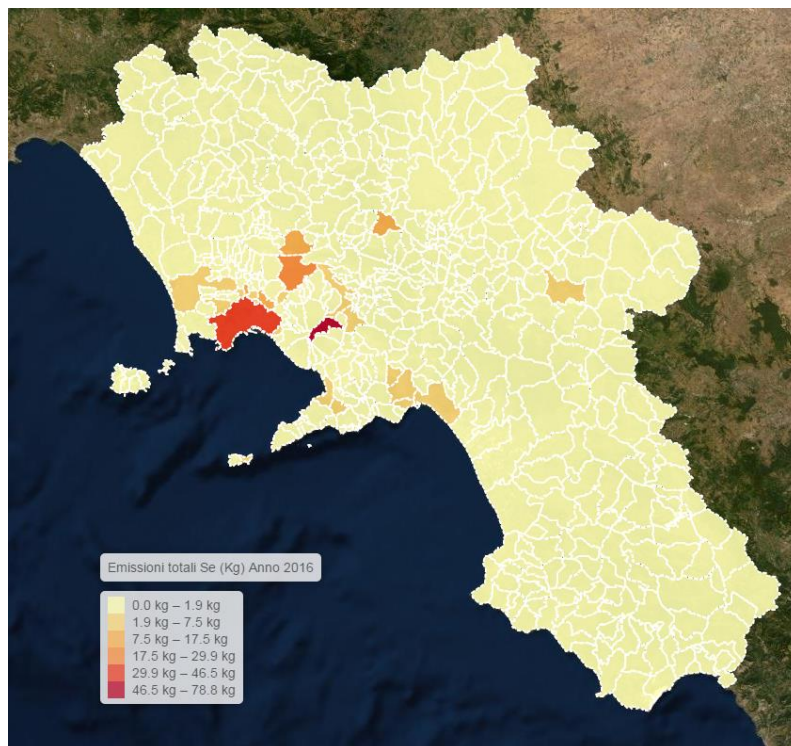 Emissioni totali Se (Kg) Anno 2016
0.0 kg – 1.9 kg
1.9 kg – 7.5 kg
7.5 kg – 17.5 kg
17.5 kg – 29.9 kg
29.9 kg – 46.5 kg
46.5 kg – 78.8 kg